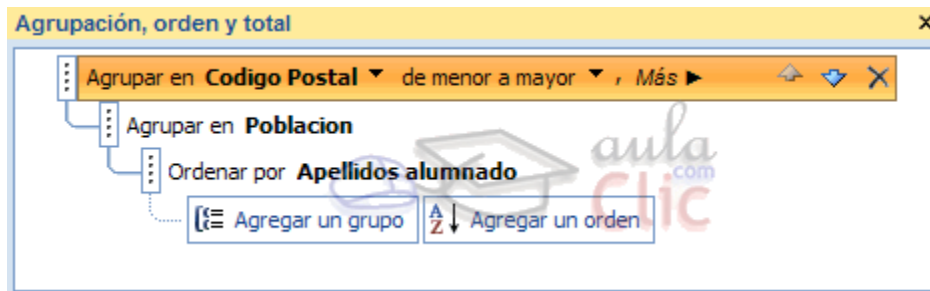 Agrupación, orden y total
Agrupar en Codigo Postal de menor a mayor , Más
Agrupar en Poblacion
Ordenar por Apellidos alumnado
Agregar un grupo Agregar un orden
aula
.com
Clic